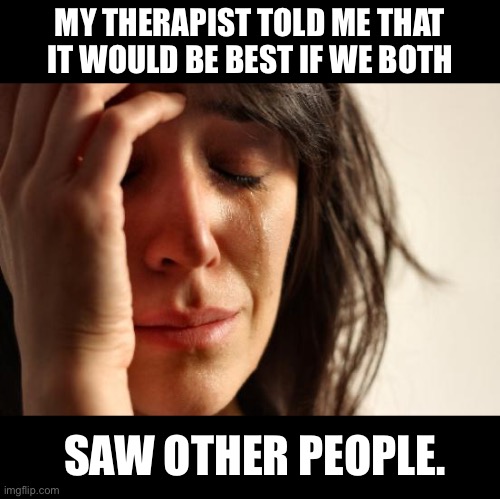 MY THERAPIST TOLD ME THAT
IT WOULD BE BEST IF WE BOTH
SAW OTHER PEOPLE.
imgflip.com